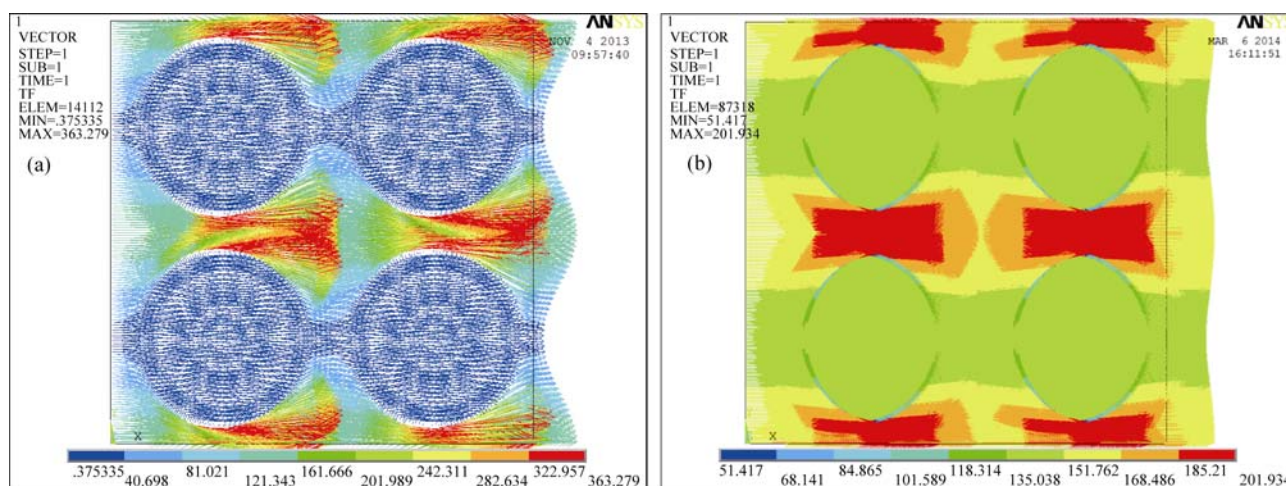 1
ANSYS
VECTOR
NOV 4 2013
STEP=1
09:57:40
SUB=1
TIME=1
TF
ELEM=14112
MIN=.375335
MAX=363.279
(a)
X
.375335 81.021 161.666 242.311 322.957
40.698 121.343 201.989 282.634 363.279
1
ANSYS
VECTOR
MAR 6 2014
STEP=1
16:11:51
SUB=1
TIME=1
TF
ELEM=87318
MIN=51.417
MAX=201.934
(b)
X
51.417 84.865 118.314 151.762 185.21
68.141 101.589 135.038 168.486 201.934